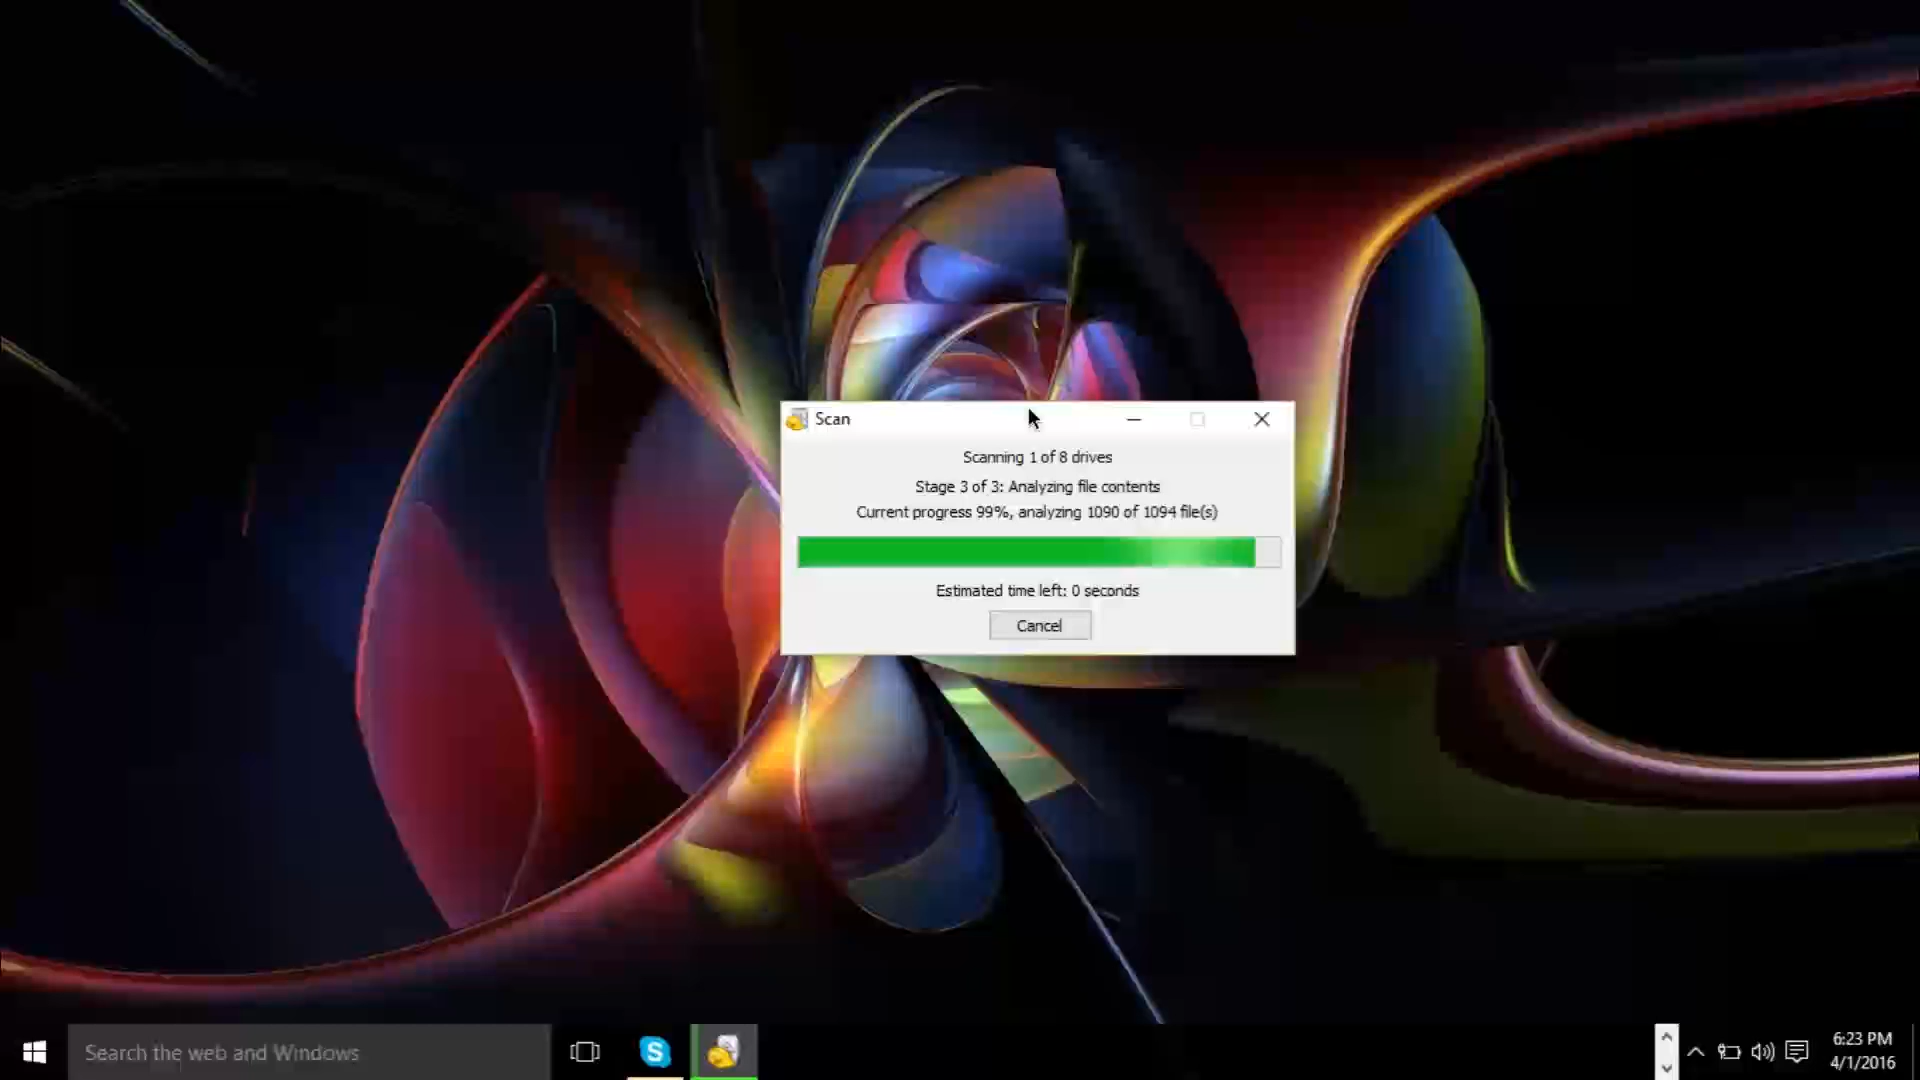 Scan
Scanning 1 of 8 drives
Stage 3 of 3: Analyzing file contents
Current progress 99%, analyzing 1090 of 1094 file(s)
Estimated time left: 0 seconds
Cancel
Search the web and Windows
6:23 PM
4/1/2016